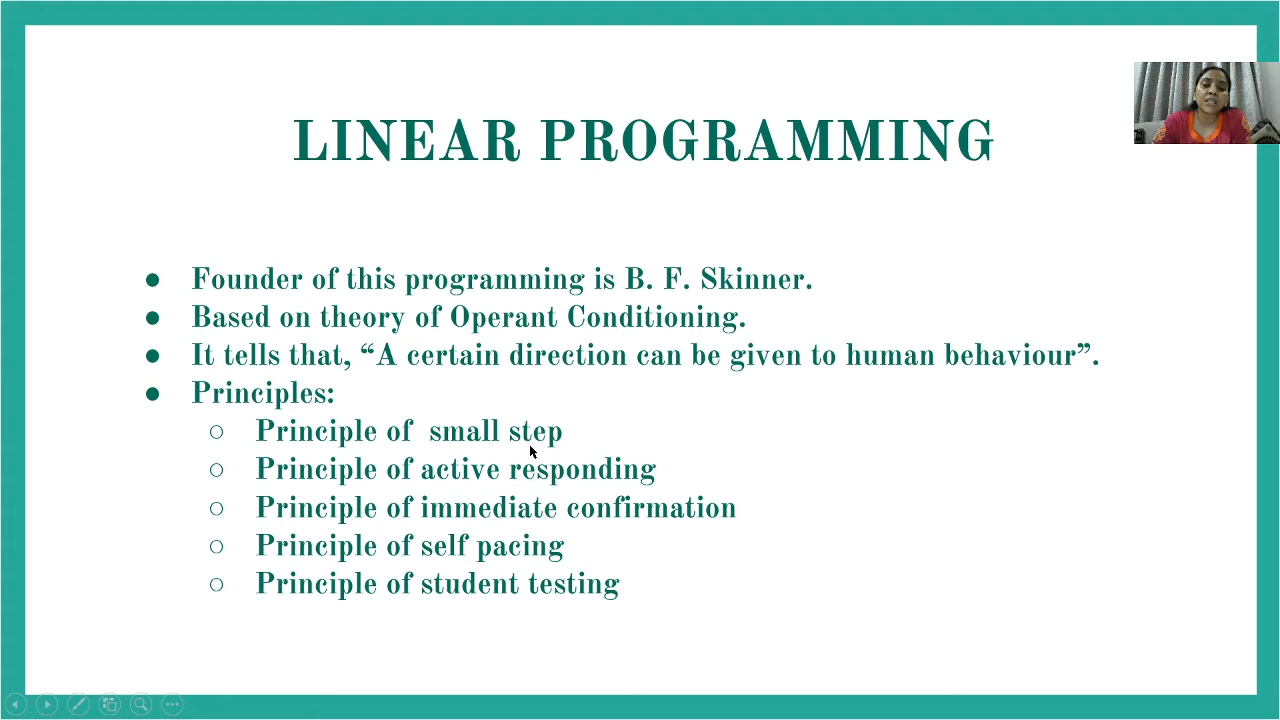 LINEAR PROGRAMMING
● Founder of this programming is B. F. Skinner.
● Based on theory of Operant Conditioning.
● It tells that, “A certain direction can be given to human behaviour”.
● Principles:
○ Principle of  small step
○ Principle of active responding
○ Principle of immediate confirmation
○ Principle of self pacing
○ Principle of student testing